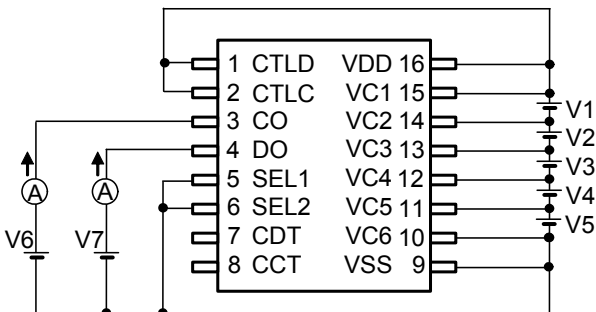 1 CTLD VDD 16
2 CTLC VC1 15
V1
3 CO VC2 14
V2
4 DO VC3 13
V3
A A
5 SEL1 VC4 12
V4
6 SEL2 VC5 11
V5
V6 V7
7 CDT VC6 10
8 CCT VSS 9